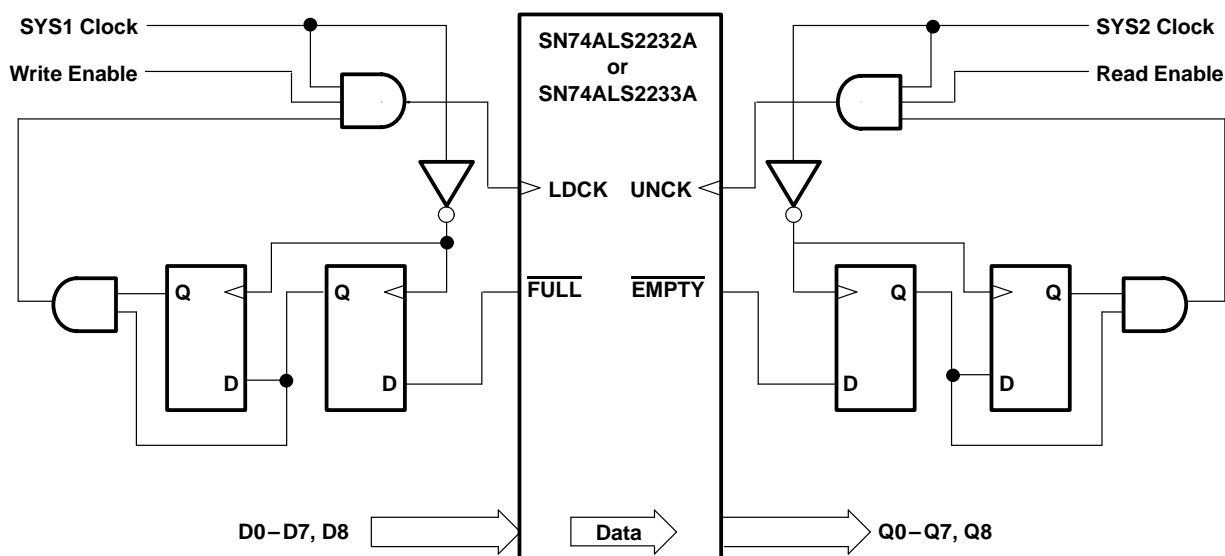 SYS1 Clock
SN74ALS2232A
or
SN74ALS2233A
SYS2 Clock
Write Enable
Read Enable
LDCK
UNCK
Q
Q
FULL
EMPTY
Q
Q
D
D
D
D
D0–D7, D8
Data
Q0–Q7, Q8